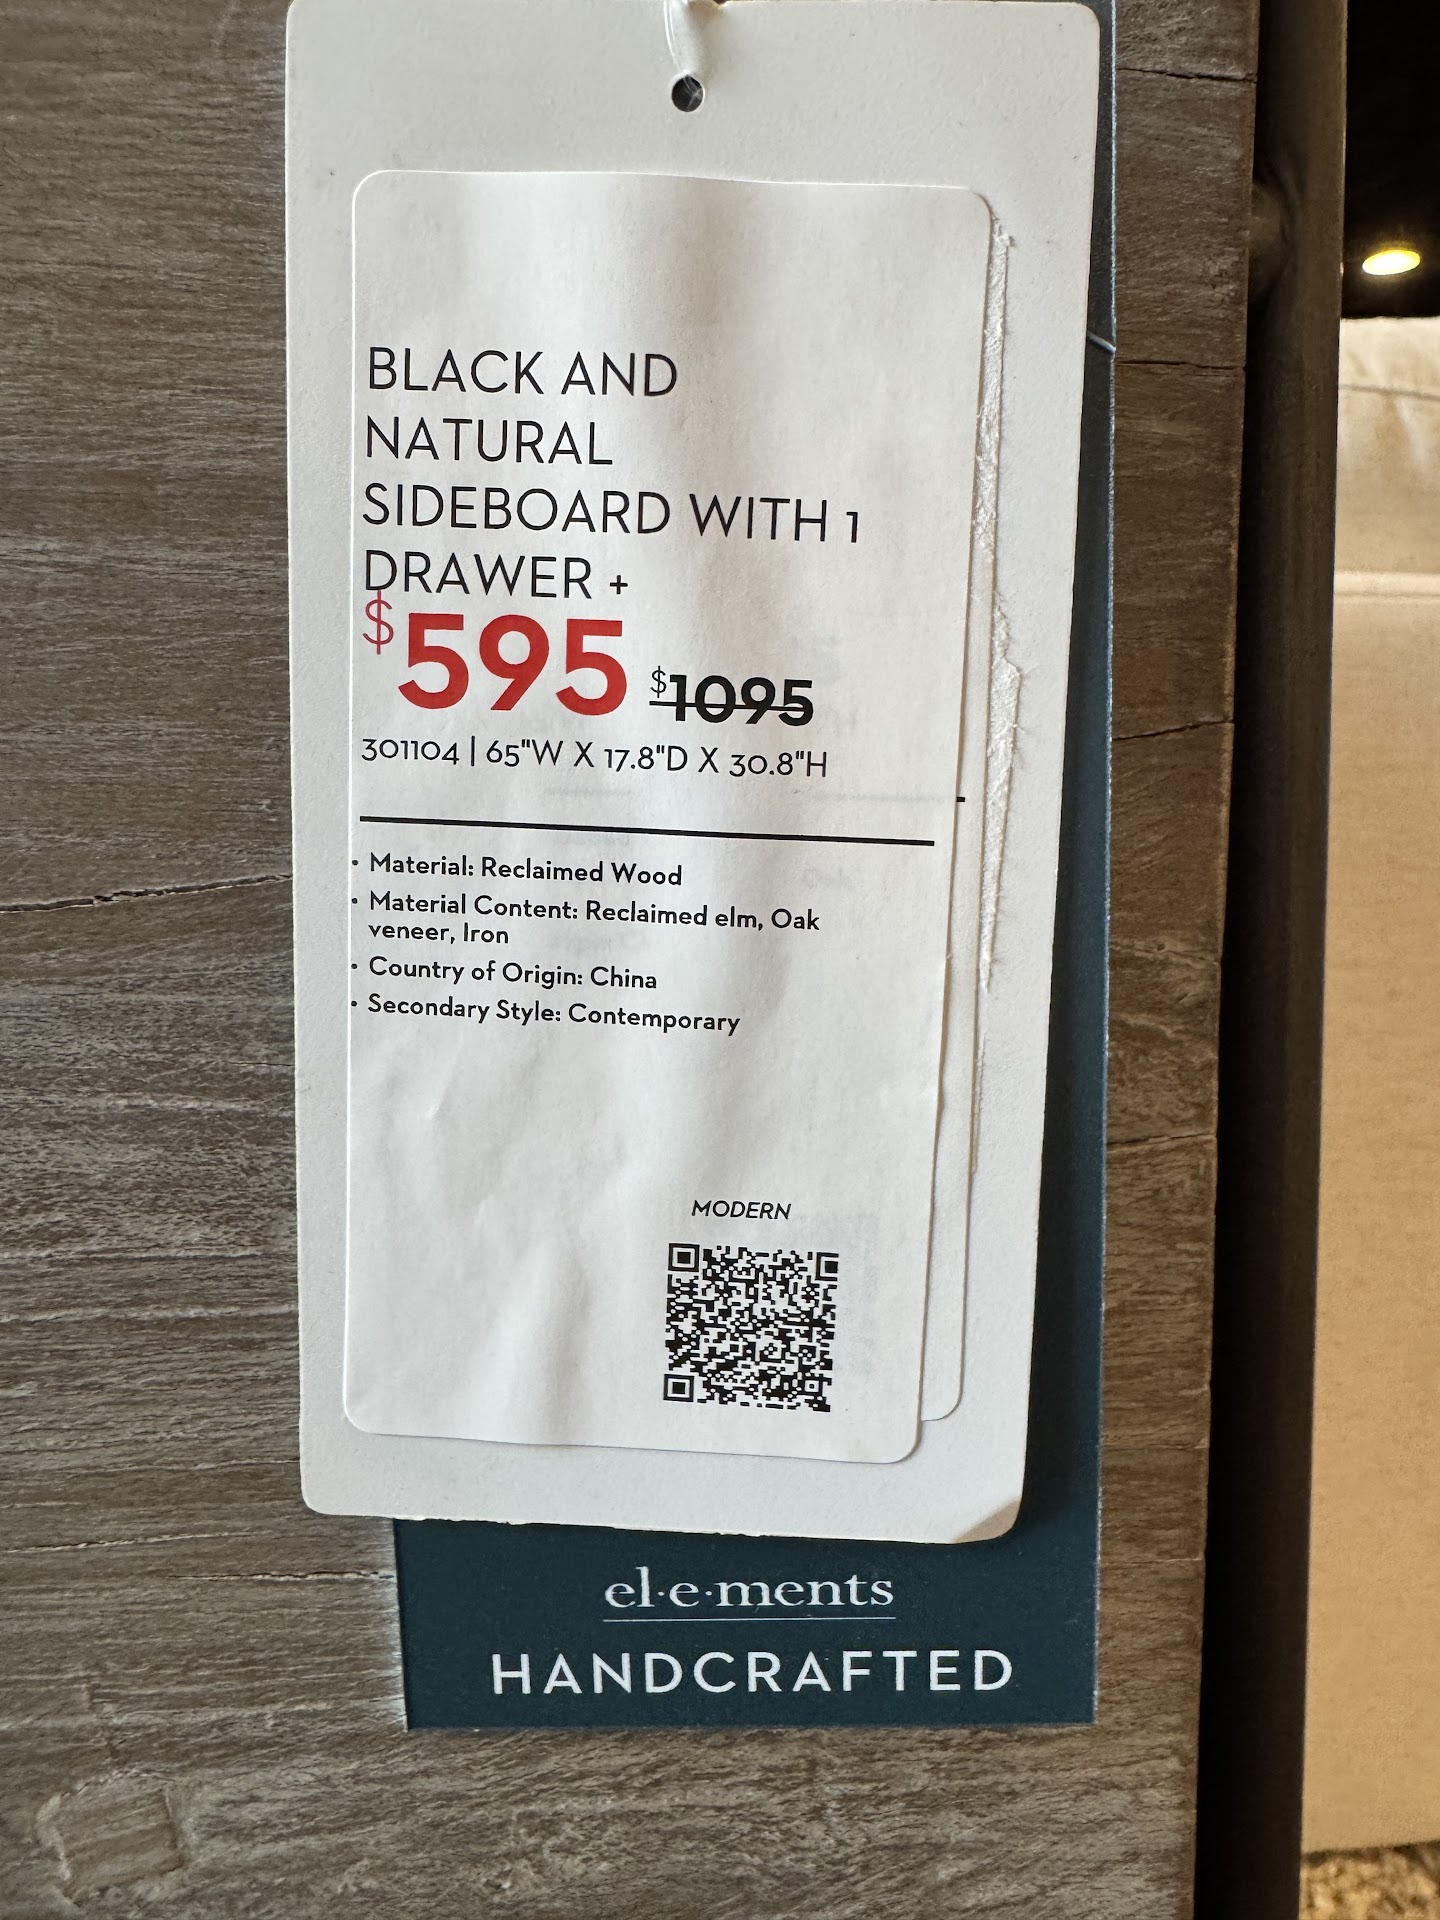 BLACK AND
NATURAL
SIDEBOARD WITH 1
DRAWER +
$595 $1095
301104 | 65"W X 17.8"D X 30.8"H
• Material: Reclaimed Wood
• Material Content: Reclaimed elm, Oak
veneer, Iron
• Country of Origin: China
• Secondary Style: Contemporary
MODERN
el·e·ments
HANDCRAFTED